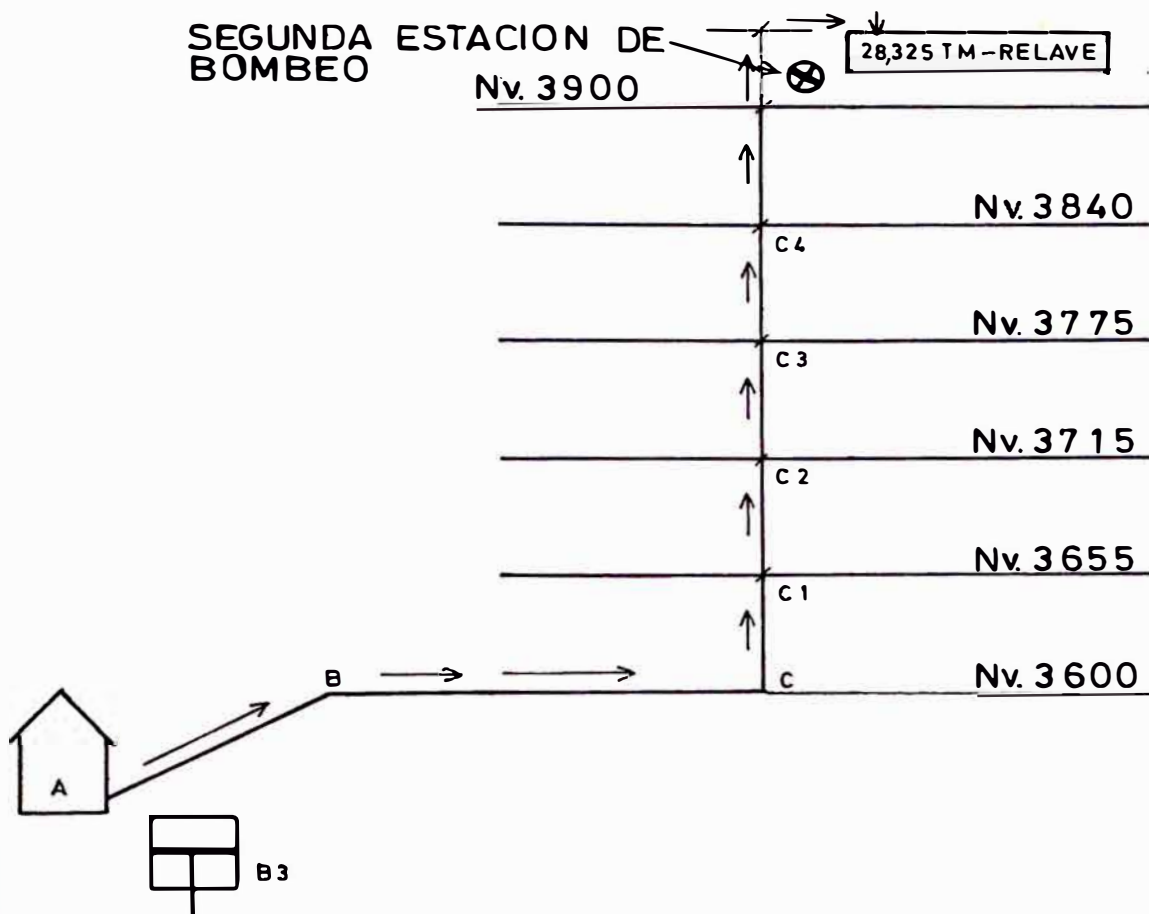 SEGUNDA ESTACION DE
BOMBEO
28,325 TM-RELAVE
Nv. 3900
Nv. 3840
C4
Nv. 3775
C3
Nv. 3715
C2
Nv. 3655
C1
B
C
Nv. 3600
A
B3